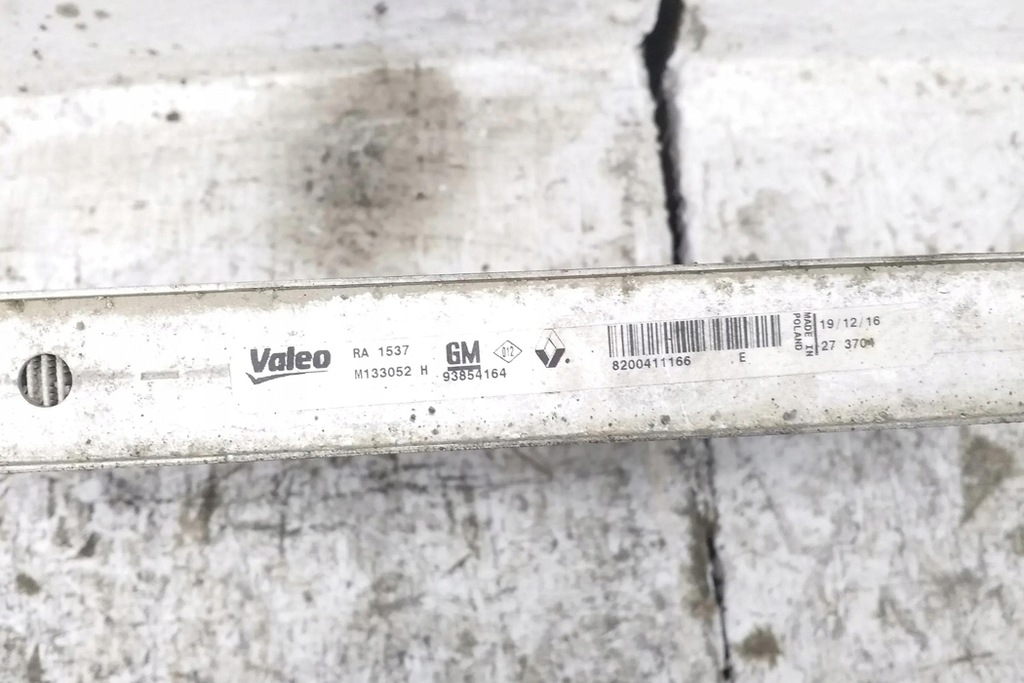 Valeo
RA 1537
M133052 H
GM
93854164
012
8200411166
E
MADE IN
POLAND
19/12/16
27 3704